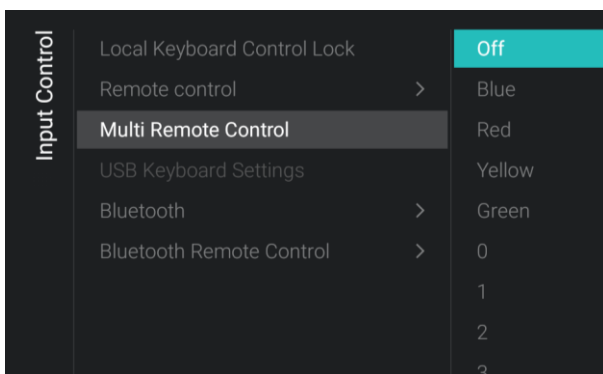 Input Control
Local Keyboard Control Lock
Remote control >
Multi Remote Control
USB Keyboard Settings
Bluetooth >
Bluetooth Remote Control >
Off
Blue
Red
Yellow
Green
0
1
2
3